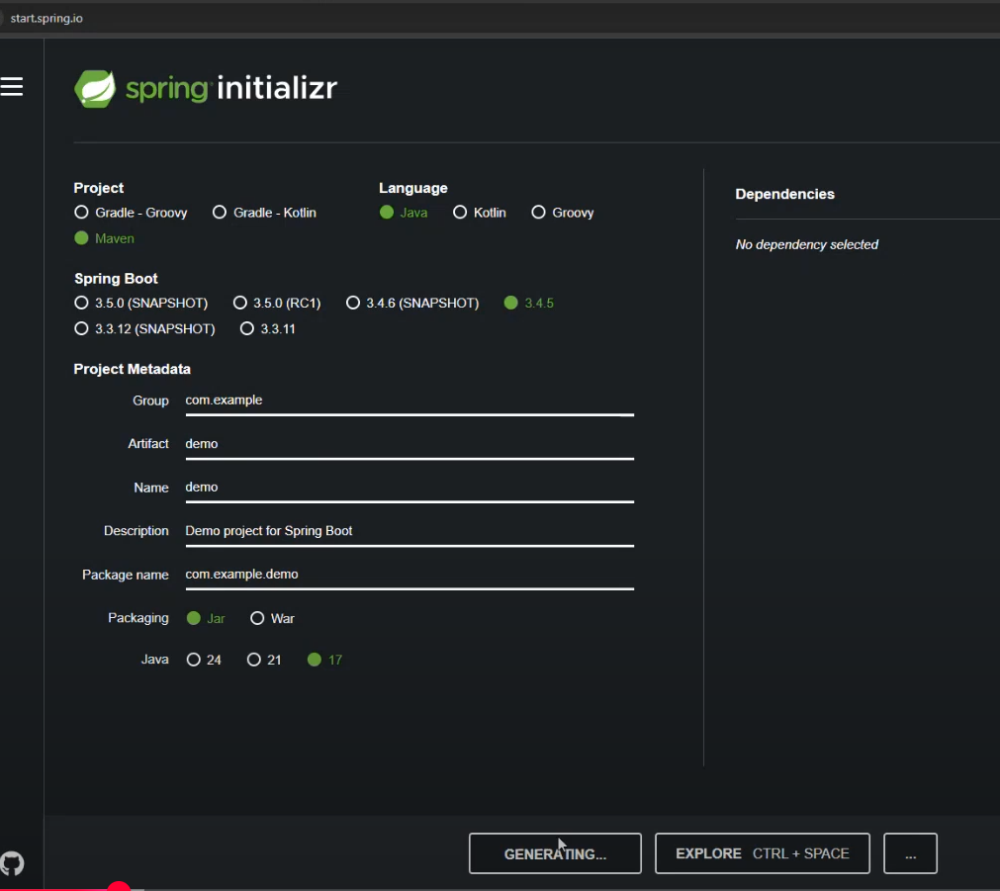 start.spring.io
spring initializr
Project
Gradle - Groovy Gradle - Kotlin
Maven
Language
Java Kotlin Groovy
Spring Boot
3.5.0 (SNAPSHOT) 3.5.0 (RC1) 3.4.6 (SNAPSHOT) 3.4.5
3.3.12 (SNAPSHOT) 3.3.11
Project Metadata
Group com.example
Artifact demo
Name demo
Description Demo project for Spring Boot
Package name com.example.demo
Packaging Jar War
Java 24 21 17
Dependencies
No dependency selected
GENERATING... EXPLORE CTRL + SPACE ...